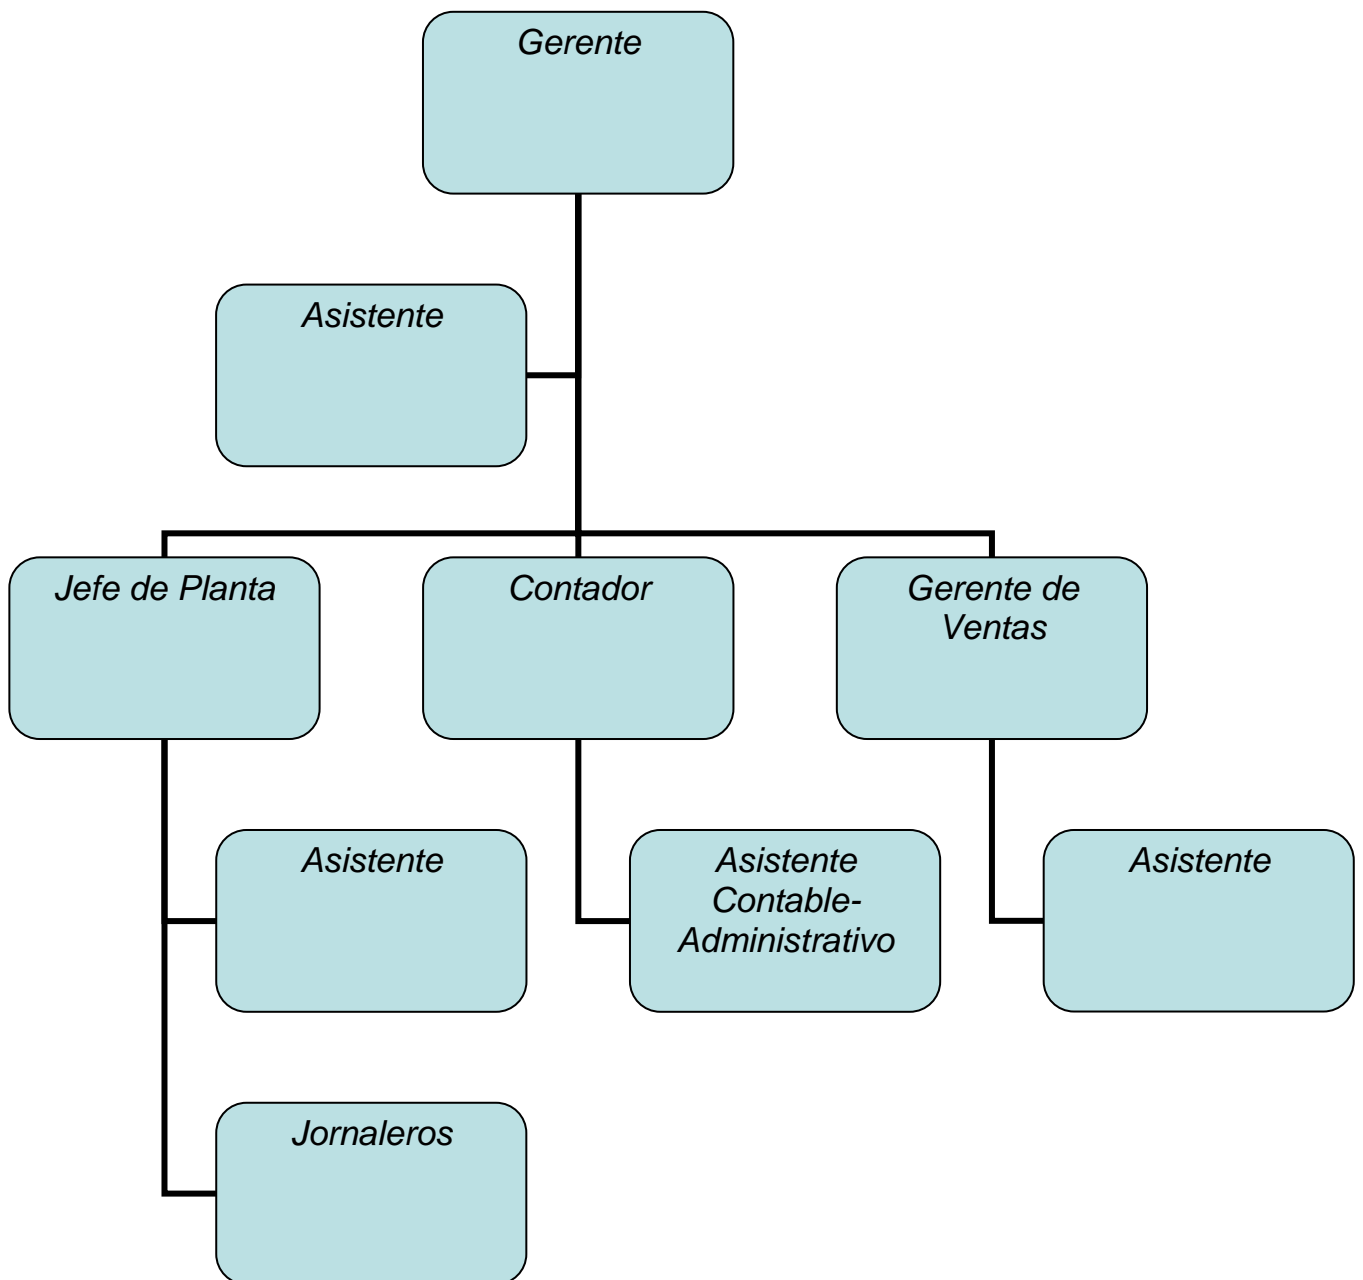 Gerente
Asistente
Jefe de Planta
Contador
Gerente de
Ventas
Asistente
Asistente
Contable-
Administrativo
Asistente
Jornaleros